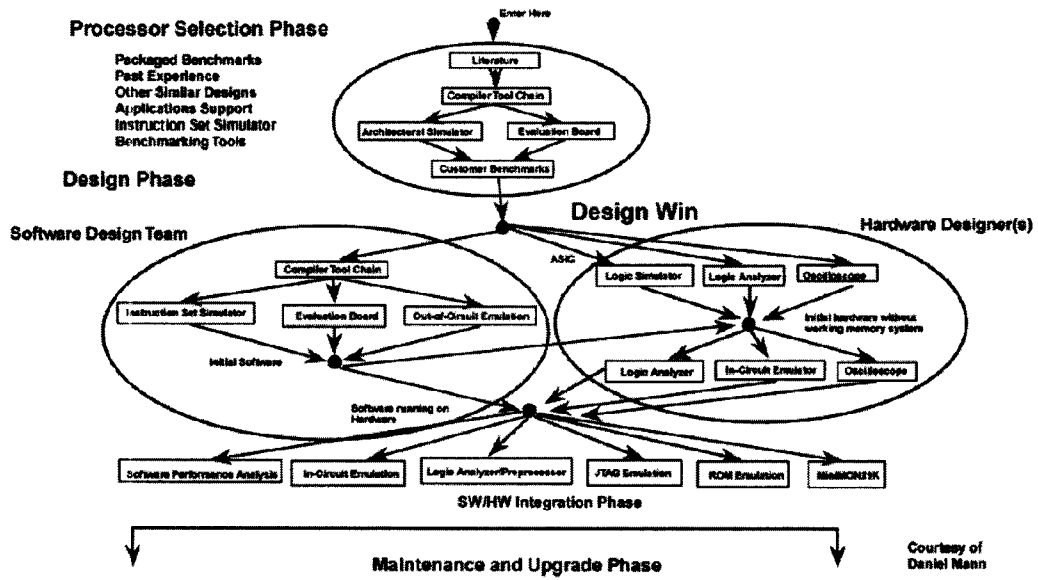 Enter Here
Processor Selection Phase
Packaged Benchmarks
Past Experience
Other Similar Designs
Applications Support
Instruction Set Simulator
Benchmarking Tools
Literature
Compiler Tool Chain
Architectural Simulator
Evaluation Board
Customer Benchmarks
Design Phase
Design Win
Software Design Team
Hardware Designer(s)
ASIC
Compiler Tool Chain
Logic Simulator
Logic Analyzer
Oscilloscope
Instruction Set Simulator
Evaluation Board
Out-of-Circuit Emulation
Initial hardware without
working memory system
Initial Software
Logic Analyzer
In-Circuit Emulator
Oscilloscope
Software running on
Hardware
Software Performance Analysis
In-Circuit Emulation
Logic Analyzer/Preprocessor
JTAG Emulation
ROM Emulation
MiniMON29K
SW/HW Integration Phase
Maintenance and Upgrade Phase
Courtesy of
Daniel Mann